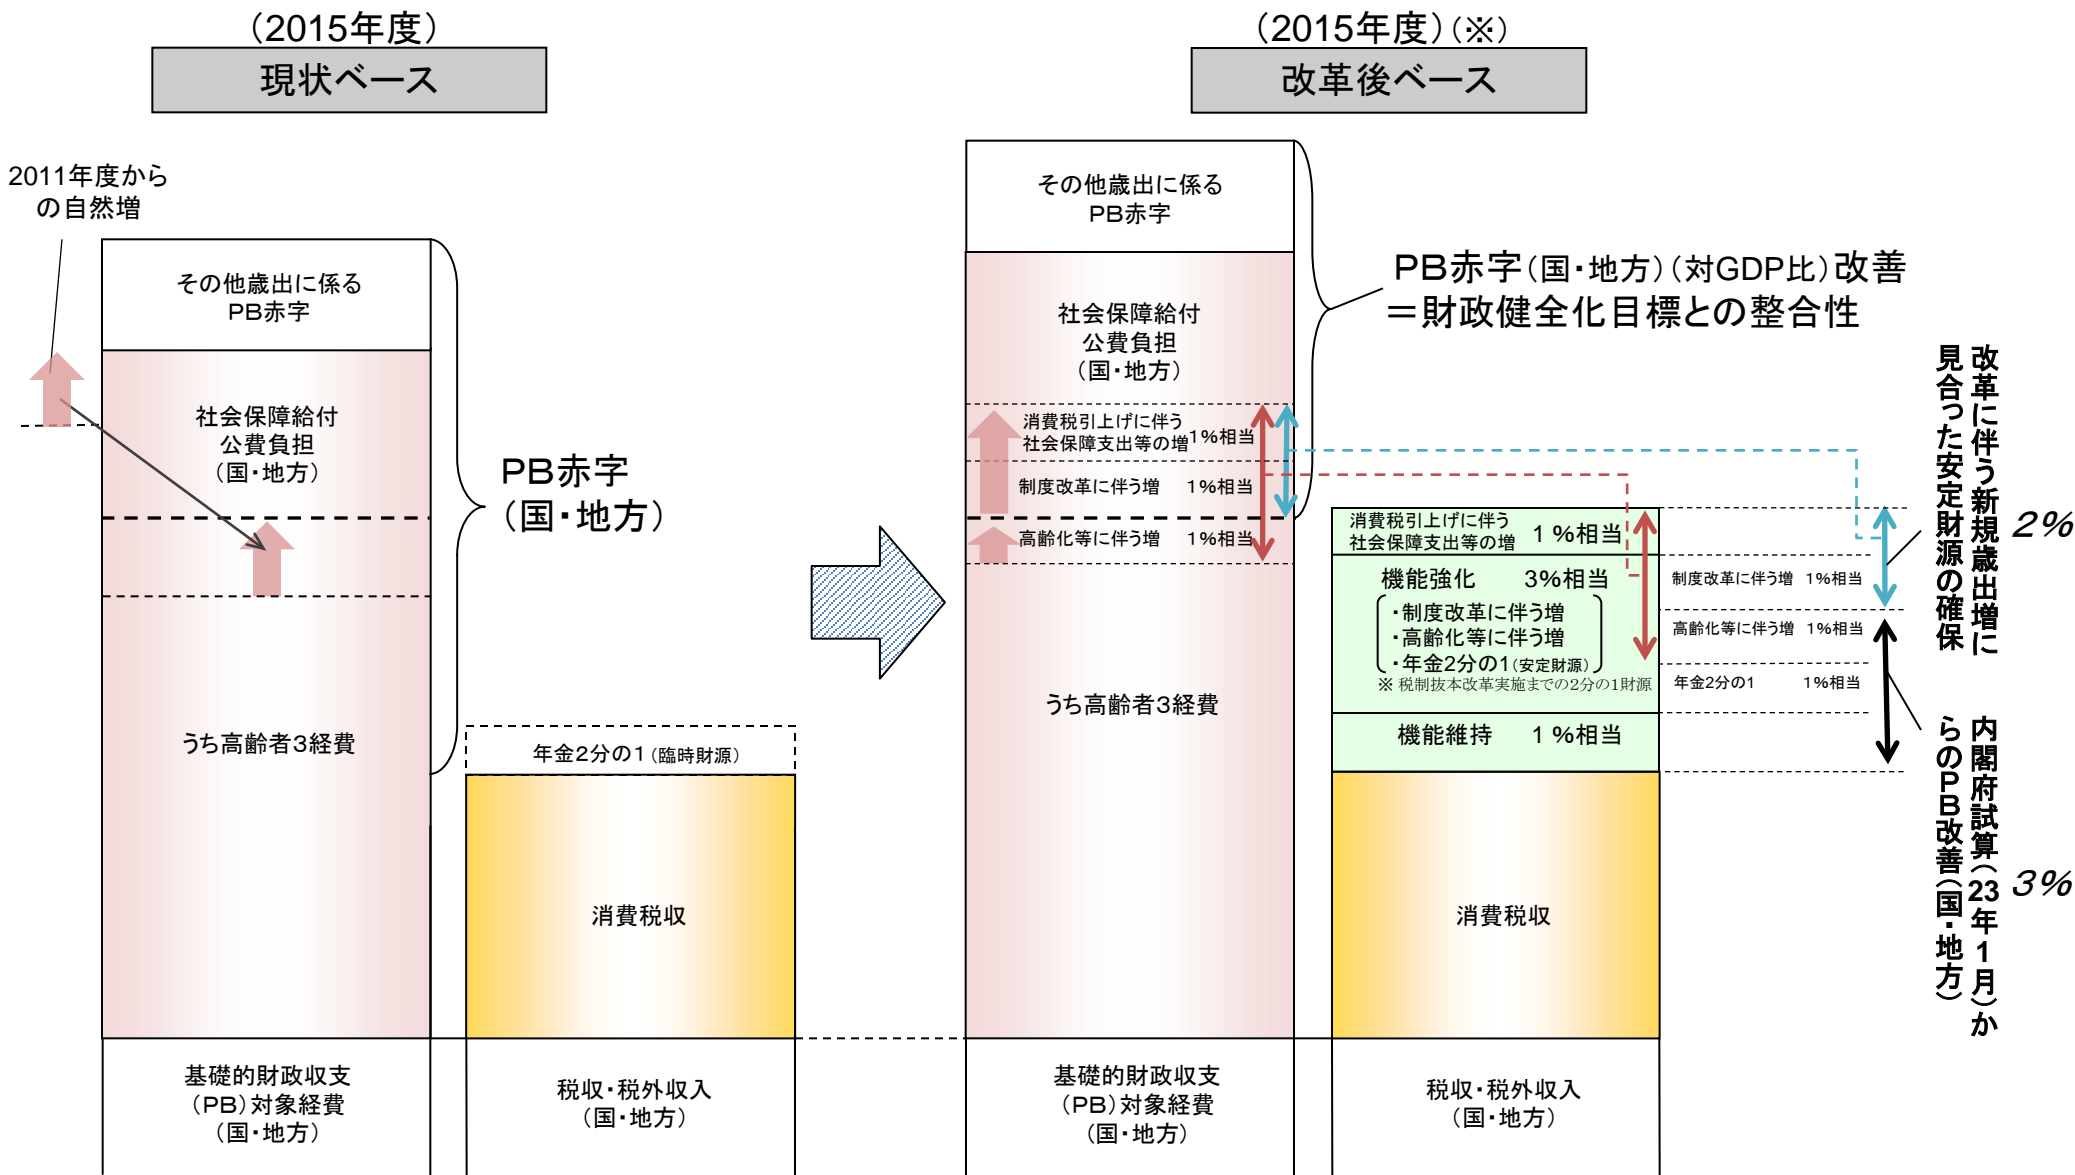 （2015年度）
現状ベース
2011年度から
の自然増
その他歳出に係る
PB赤字
社会保障給付
公費負担
（国・地方）
うち高齢者3経費
PB赤字
（国・地方）
年金2分の1（臨時財源）
消費税収
基礎的財政収支
（PB）対象経費
（国・地方）
税収・税外収入
（国・地方）
（2015年度）（※）
改革後ベース
その他歳出に係る
PB赤字
社会保障給付
公費負担
（国・地方）
消費税引上げに伴う
社会保障支出等の増 1%相当
制度改革に伴う増 1%相当
高齢化等に伴う増 1%相当
うち高齢者3経費
PB赤字（国・地方）（対GDP比）改善
＝財政健全化目標との整合性
消費税引上げに伴う
社会保障支出等の増 1%相当
機能強化 3%相当
・制度改革に伴う増
・高齢化等に伴う増
・年金2分の1（安定財源）
※ 税制抜本改革実施までの2分の1財源
機能維持 1%相当
消費税収
制度改革に伴う増 1%相当
高齢化等に伴う増 1%相当
年金2分の1 1%相当
改革に伴う新規歳出増に
見合った安定財源の確保
2%
内閣府試算（23年1月）か
らのPB改善（国・地方）
3%
基礎的財政収支
（PB）対象経費
（国・地方）
税収・税外収入
（国・地方）